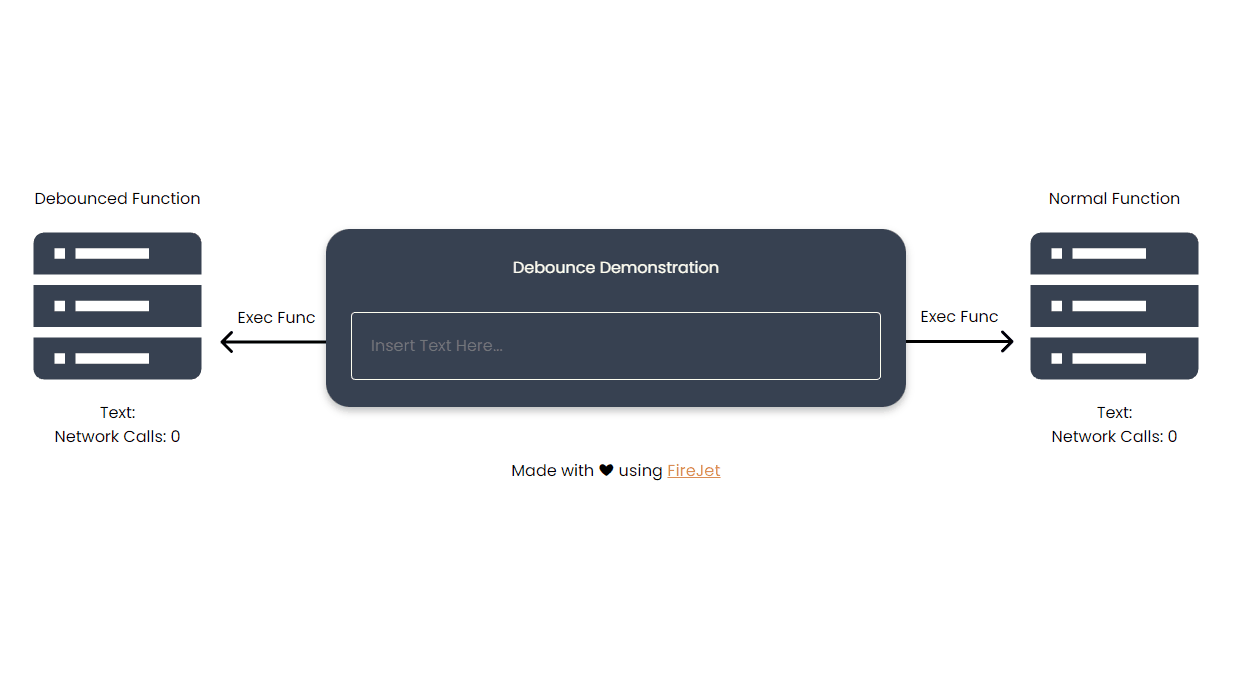 Debounced Function
Exec Func
Text:
Network Calls: 0
Debounce Demonstration
Insert Text Here...
Made with ♥ using FireJet
Normal Function
Exec Func
Text:
Network Calls: 0